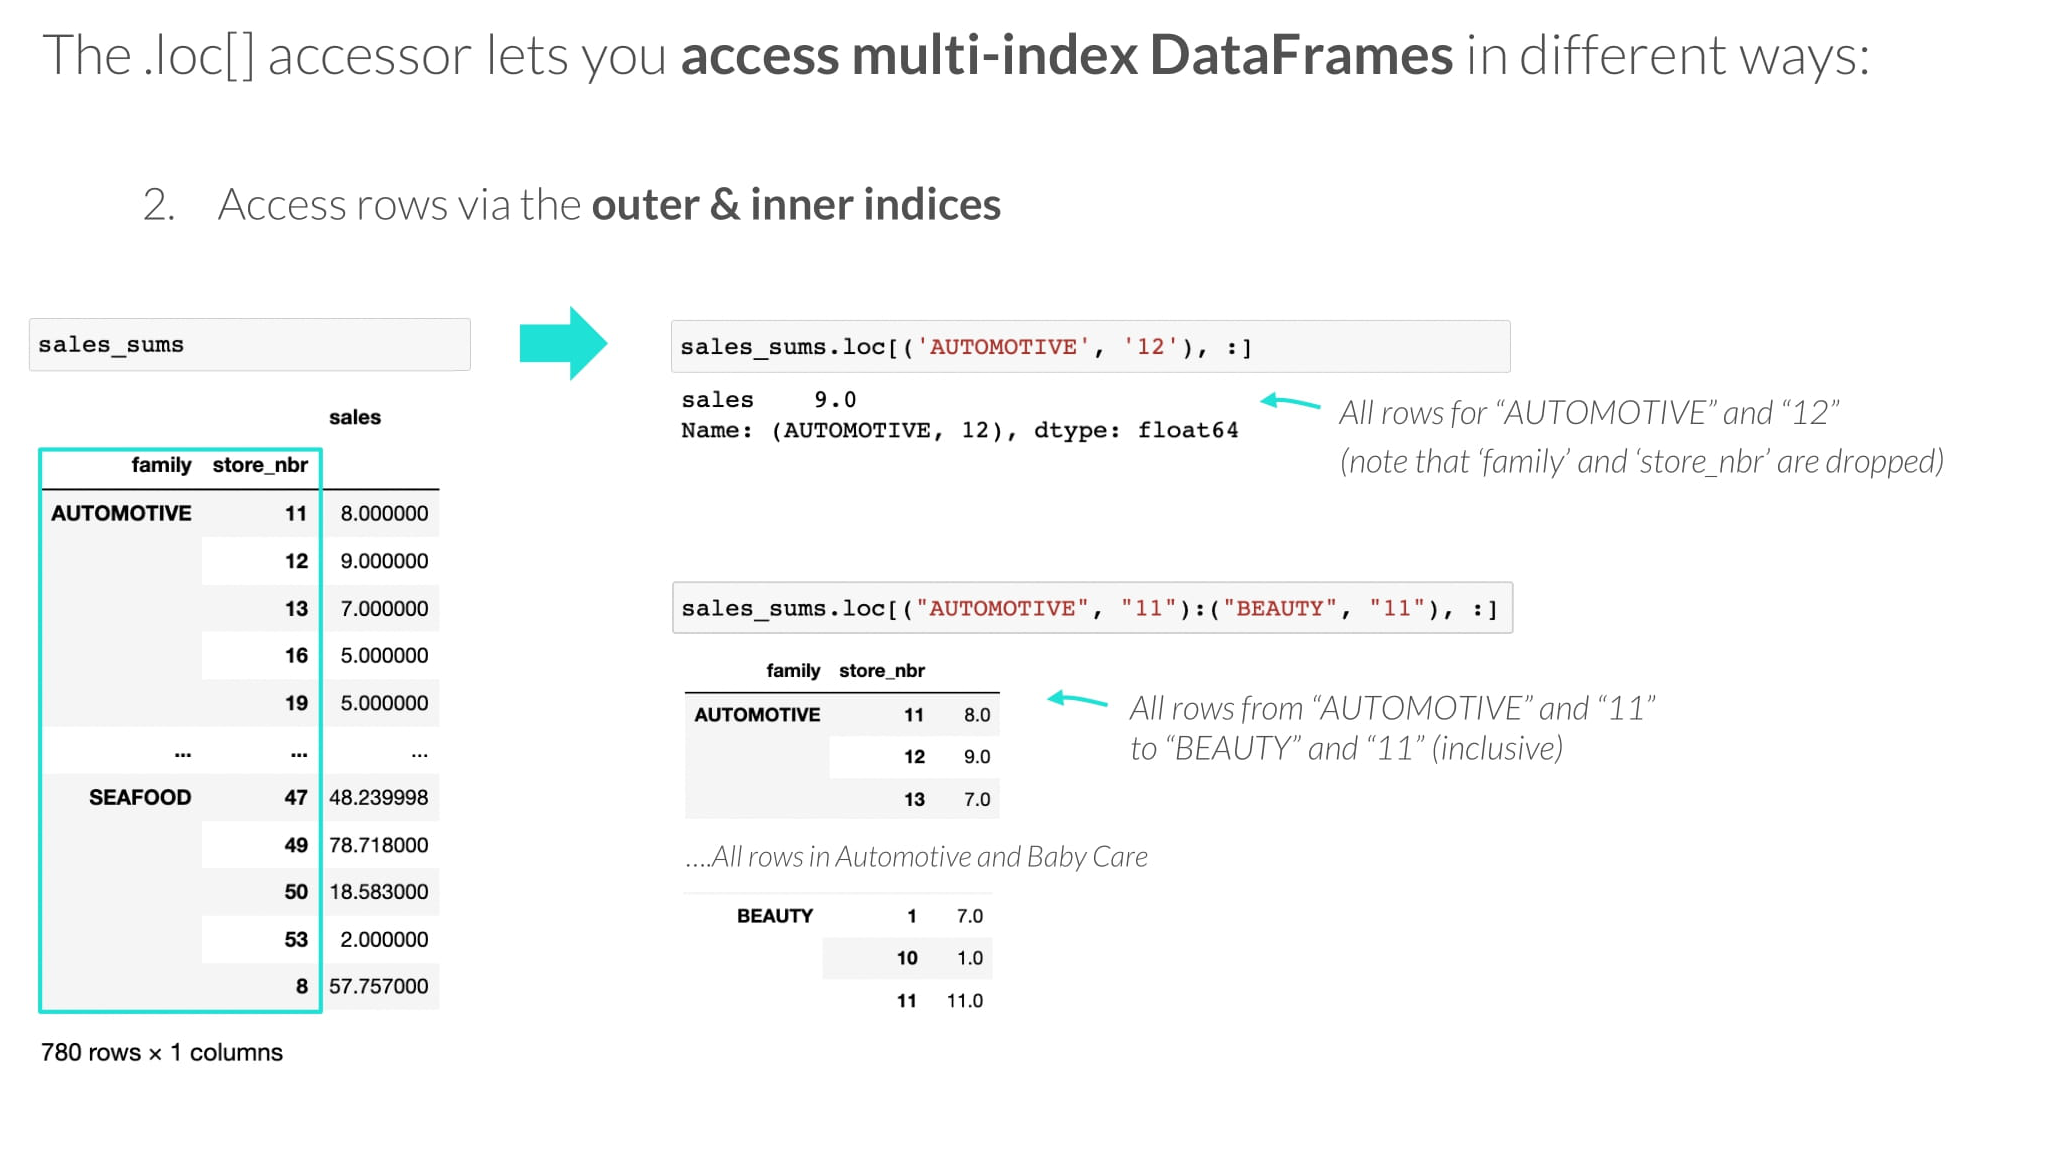 The .loc[] accessor lets you access multi-index DataFrames in different ways:
2. Access rows via the outer & inner indices
sales_sums
sales
family store_nbr
AUTOMOTIVE 11 8.000000
12 9.000000
13 7.000000
16 5.000000
19 5.000000
... ... ...
SEAFOOD 47 48.239998
49 78.718000
50 18.583000
53 2.000000
8 57.757000
780 rows × 1 columns
sales_sums.loc[('AUTOMOTIVE', '12'), :]
sales 9.0
Name: (AUTOMOTIVE, 12), dtype: float64
All rows for “AUTOMOTIVE” and “12”
(note that ‘family’ and ‘store_nbr’ are dropped)
sales_sums.loc[("AUTOMOTIVE", "11"):("BEAUTY", "11"), :]
family store_nbr
AUTOMOTIVE 11 8.0
12 9.0
13 7.0
....All rows in Automotive and Baby Care
BEAUTY 1 7.0
10 1.0
11 11.0
All rows from “AUTOMOTIVE” and “11”
to “BEAUTY” and “11” (inclusive)